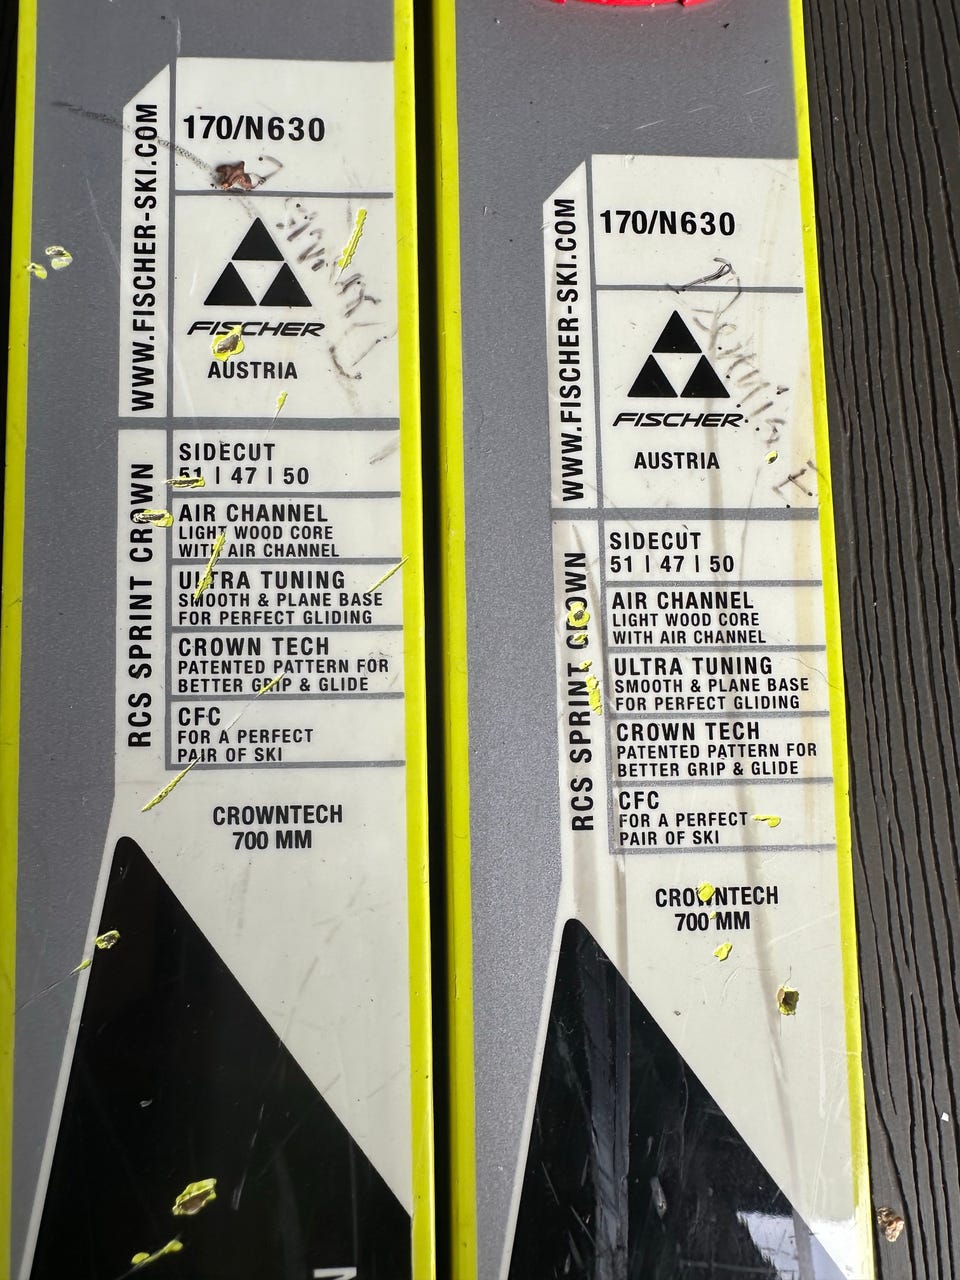 170/N630
FISCHER
AUSTRIA
WWW.FISCHER-SKI.COM
SIDECUT
51 | 47 | 50
AIR CHANNEL
LIGHT WOOD CORE
WITH AIR CHANNEL
ULTRA TUNING
SMOOTH & PLANE BASE
FOR PERFECT GLIDING
CROWN TECH
PATENTED PATTERN FOR
BETTER GRIP & GLIDE
CFC
FOR A PERFECT
PAIR OF SKI
RCS SPRINT CROWN
CROWNTECH
700 MM
170/N630
FISCHER
AUSTRIA
WWW.FISCHER-SKI.COM
SIDECUT
51 | 47 | 50
AIR CHANNEL
LIGHT WOOD CORE
WITH AIR CHANNEL
ULTRA TUNING
SMOOTH & PLANE BASE
FOR PERFECT GLIDING
CROWN TECH
PATENTED PATTERN FOR
BETTER GRIP & GLIDE
CFC
FOR A PERFECT
PAIR OF SKI
RCS SPRINT CROWN
CROWNTECH
700 MM